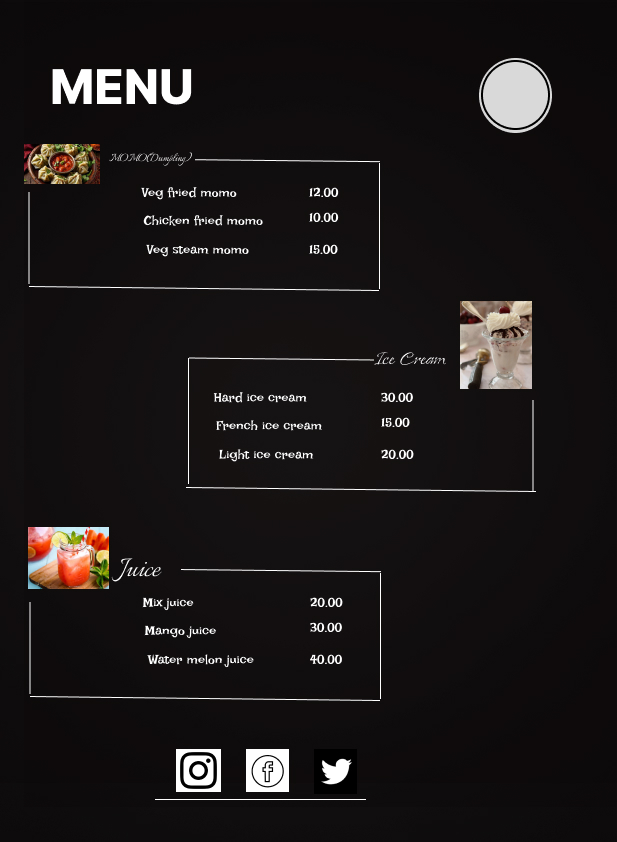 MENU
MOMO(Dumpling)
Veg fried momo 12.00
Chicken fried momo 10.00
Veg steam momo 15.00
Ice Cream
Hard ice cream 30.00
French ice cream 15.00
Light ice cream 20.00
Juice
Mix juice 20.00
Mango juice 30.00
Water melon juice 40.00